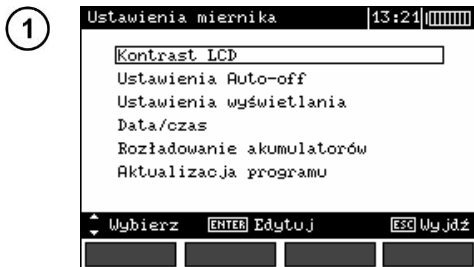 1
Ustawienia miernika 13:21
Kontrast LCD
Ustawienia Auto-off
Ustawienia wyświetlania
Data/czas
Rozładowanie akumulatorów
Aktualizacja programu
Wybierz ENTER Edytuj ESC Wyjdź